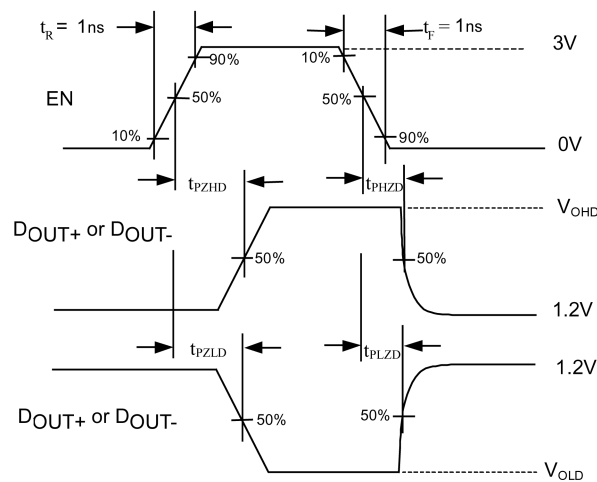 tR = 1ns
tF = 1ns
3V
90%
10%
EN
50%
50%
10%
90%
0V
tPZHD
tPHZD
VOHD
DOUT+ or DOUT-
50%
50%
1.2V
tPZLD
tPLZD
1.2V
DOUT+ or DOUT-
50%
50%
VOLD